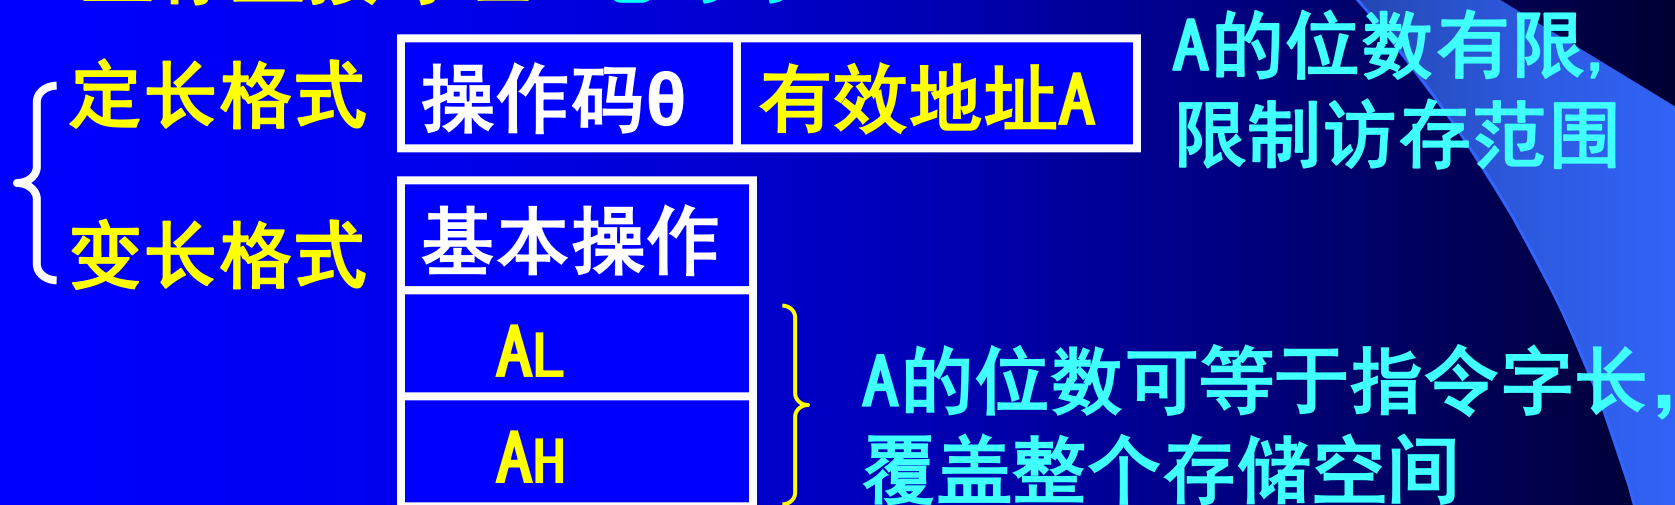 A的位数有限,
定长格式 操作码θ 有效地址A
限制访存范围
变长格式 基本操作
AL
A的位数可等于指令字长,
AH
覆盖整个存储空间